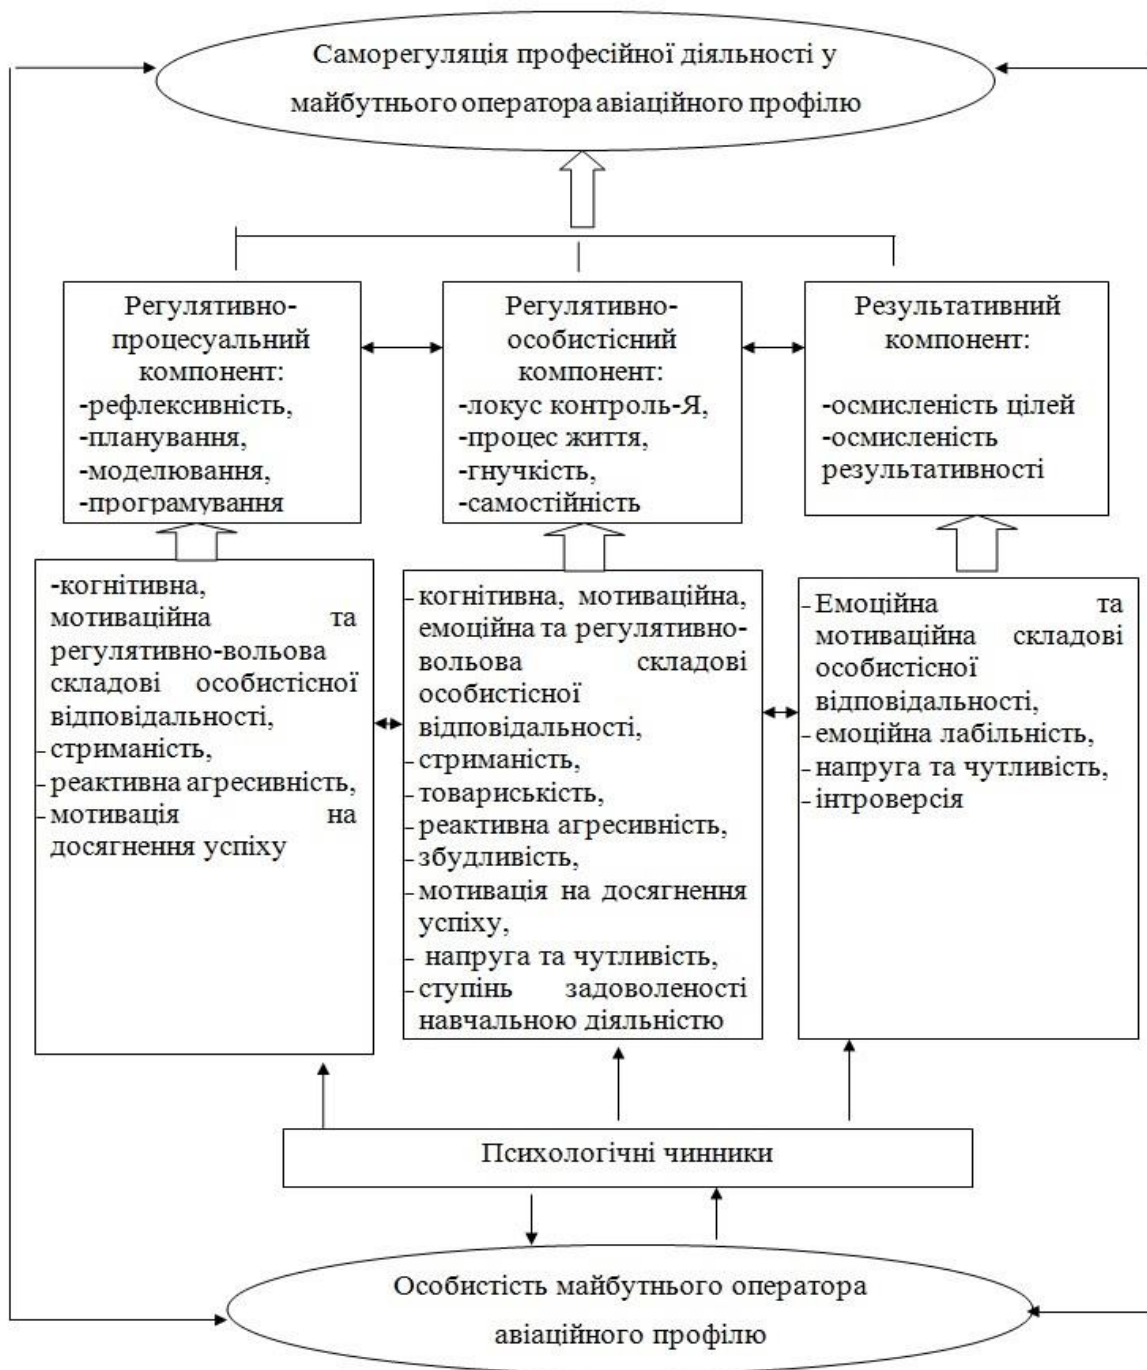 Саморегуляція професійної діяльності у
майбутнього оператора авіаційного профілю
Регулятивно-
процесуальний
компонент:
-рефлексивність,
-планування,
-моделювання,
-програмування
Регулятивно-
особистісний
компонент:
-локус контроль-Я,
-процес життя,
-гнучкість,
-самостійність
Результативний
компонент:
-осмисленість цілей
-осмисленість
результативності
-когнітивна,
мотиваційна та
регулятивно-вольова
складові особистісної
відповідальності,
- стриманість,
- реактивна агресивність,
- мотивація на
досягнення успіху
- когнітивна, мотиваційна,
емоційна та регулятивно-
вольова складові
особистісної
відповідальності,
- стриманість,
- товариськість,
- реактивна агресивність,
- збудливість,
- мотивація на досягнення
успіху,
- напруга та чутливість,
- ступінь задоволеності
навчальною діяльністю
- Емоційна та
мотиваційна складові
особистісної
відповідальності,
- емоційна лабільність,
- напруга та чутливість,
- інтроверсія
Психологічні чинники
Особистість майбутнього оператора
авіаційного профілю